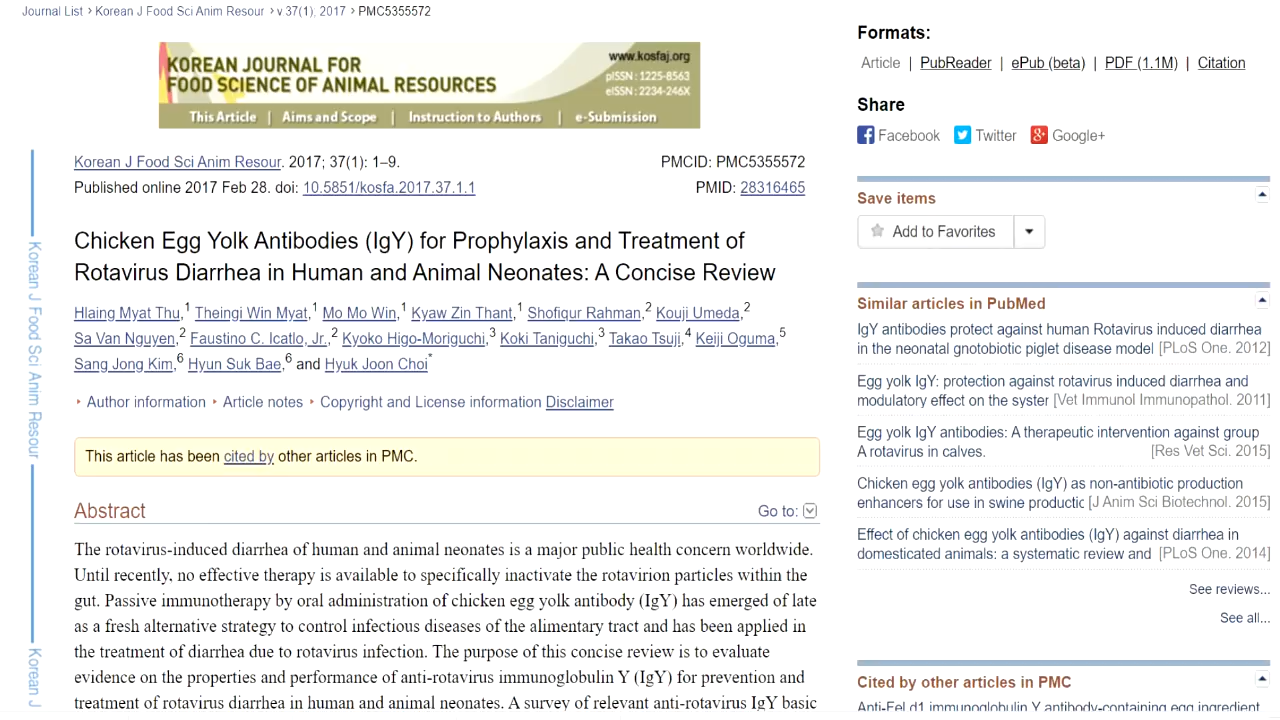 Journal List › Korean J Food Sci Anim Resour › v 37(1); 2017 › PMC5355572
KOREAN JOURNAL FOR
FOOD SCIENCE OF ANIMAL RESOURCES
www.kosfaj.org
pISSN : 1225-8563
eISSN : 2234-246X
This Article | Aims and Scope | Instruction to Authors | e-Submission
Korean J Food Sci Anim Resour
Korean J
Korean J Food Sci Anim Resour. 2017; 37(1): 1–9.
PMCID: PMC5355572
Published online 2017 Feb 28. doi: 10.5851/kosfa.2017.37.1.1
PMID: 28316465
Chicken Egg Yolk Antibodies (IgY) for Prophylaxis and Treatment of
Rotavirus Diarrhea in Human and Animal Neonates: A Concise Review
Hlaing Myat Thu,1 Theingi Win Myat,1 Mo Mo Win,1 Kyaw Zin Thant,1 Shofiqur Rahman,2 Kouji Umeda,2
Sa Van Nguyen,2 Faustino C. Icatlo, Jr.,2 Kyoko Higo-Moriguchi,3 Koki Taniguchi,3 Takao Tsuji,4 Keiji Oguma,5
Sang Jong Kim,6 Hyun Suk Bae,6 and Hyuk Joon Choi*
Author information Article notes Copyright and License information Disclaimer
This article has been cited by other articles in PMC.
Abstract
Go to:
The rotavirus-induced diarrhea of human and animal neonates is a major public health concern worldwide.
Until recently, no effective therapy is available to specifically inactivate the rotavirion particles within the
gut. Passive immunotherapy by oral administration of chicken egg yolk antibody (IgY) has emerged of late
as a fresh alternative strategy to control infectious diseases of the alimentary tract and has been applied in
the treatment of diarrhea due to rotavirus infection. The purpose of this concise review is to evaluate
evidence on the properties and performance of anti-rotavirus immunoglobulin Y (IgY) for prevention and
treatment of rotavirus diarrhea in human and animal neonates. A survey of relevant anti-rotavirus IgY basic
Formats:
Article | PubReader | ePub (beta) | PDF (1.1M) | Citation
Share
Facebook Twitter Google+
Save items
Add to Favorites
Similar articles in PubMed
IgY antibodies protect against human Rotavirus induced diarrhea
in the neonatal gnotobiotic piglet disease model [PLoS One. 2012]
Egg yolk IgY: protection against rotavirus induced diarrhea and
modulatory effect on the syster [Vet Immunol Immunopathol. 2011]
Egg yolk IgY antibodies: A therapeutic intervention against group
A rotavirus in calves. [Res Vet Sci. 2015]
Chicken egg yolk antibodies (IgY) as non-antibiotic production
enhancers for use in swine productic [J Anim Sci Biotechnol. 2015]
Effect of chicken egg yolk antibodies (IgY) against diarrhea in
domesticated animals: a systematic review and [PLoS One. 2014]
See reviews...
See all...
Cited by other articles in PMC
Anti-Fel d1 immunoglobulin Y antibody-containing egg ingredient